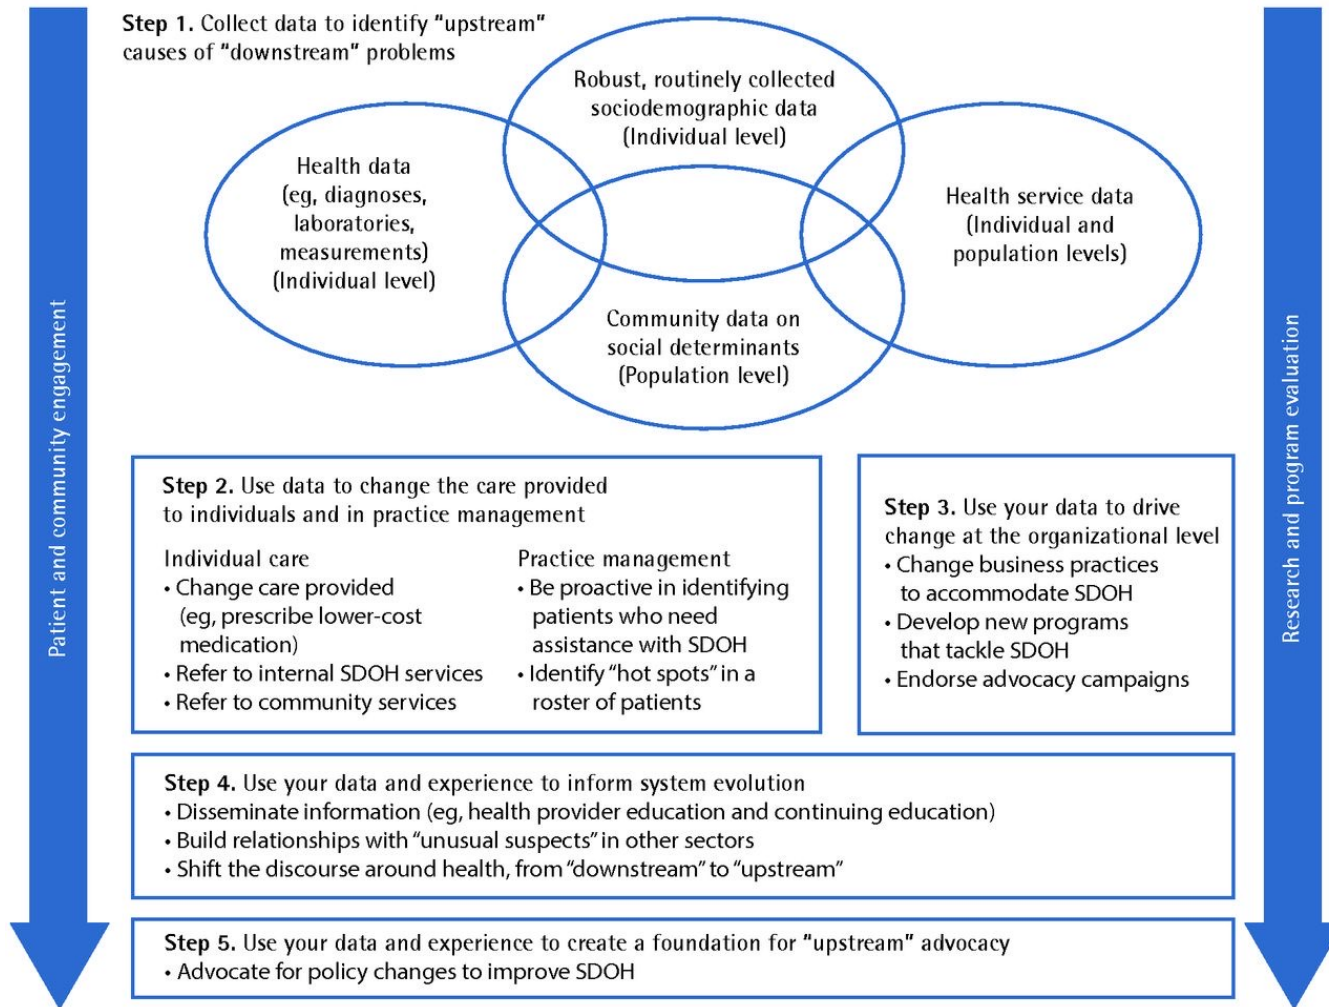 Step 1. Collect data to identify "upstream"
causes of "downstream" problems
Robust, routinely collected
sociodemographic data
(Individual level)
Health data
(eg, diagnoses,
laboratories,
measurements)
(Individual level)
Health service data
(Individual and
population levels)
Community data on
social determinants
(Population level)
Patient and community engagement
Research and program evaluation
Step 2. Use data to change the care provided
to individuals and in practice management
Individual care
• Change care provided
(eg, prescribe lower-cost
medication)
• Refer to internal SDOH services
• Refer to community services
Practice management
• Be proactive in identifying
patients who need
assistance with SDOH
• Identify “hot spots” in a
roster of patients
Step 3. Use your data to drive
change at the organizational level
• Change business practices
to accommodate SDOH
• Develop new programs
that tackle SDOH
• Endorse advocacy campaigns
Step 4. Use your data and experience to inform system evolution
• Disseminate information (eg, health provider education and continuing education)
• Build relationships with “unusual suspects” in other sectors
• Shift the discourse around health, from “downstream” to “upstream”
Step 5. Use your data and experience to create a foundation for "upstream" advocacy
• Advocate for policy changes to improve SDOH